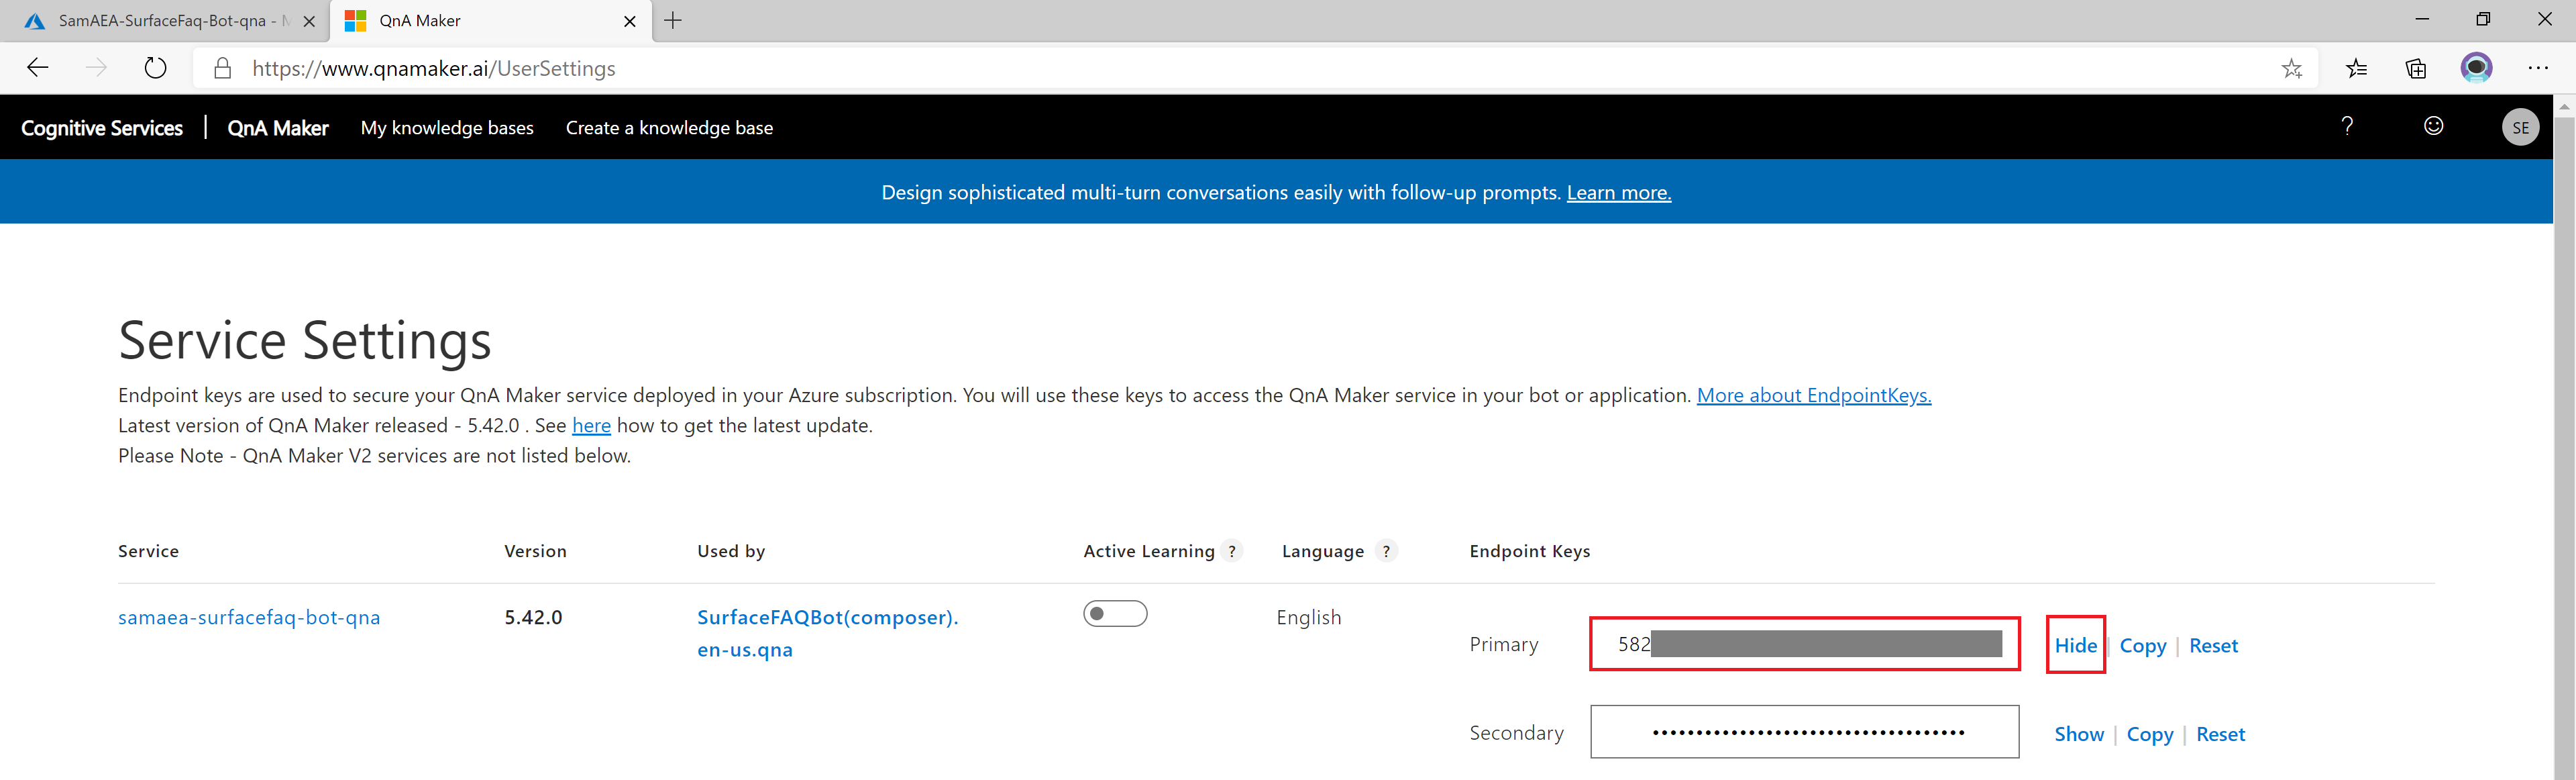 SamAEA-SurfaceFaq-Bot-qna - M
QnA Maker
https://www.qnamaker.ai/UserSettings
Cognitive Services | QnA Maker My knowledge bases Create a knowledge base ? SE
Design sophisticated multi-turn conversations easily with follow-up prompts. Learn more.
Service Settings
Endpoint keys are used to secure your QnA Maker service deployed in your Azure subscription. You will use these keys to access the QnA Maker service in your bot or application. More about EndpointKeys.
Latest version of QnA Maker released - 5.42.0 . See here how to get the latest update.
Please Note - QnA Maker V2 services are not listed below.
Service Version Used by Active Learning ? Language ? Endpoint Keys
samaea-surfacefaq-bot-qna 5.42.0 SurfaceFAQBot(composer). English
en-us.qna
Primary 582 Hide | Copy | Reset
Secondary •••••••••••••••••••••••••••••••••••• Show | Copy | Reset